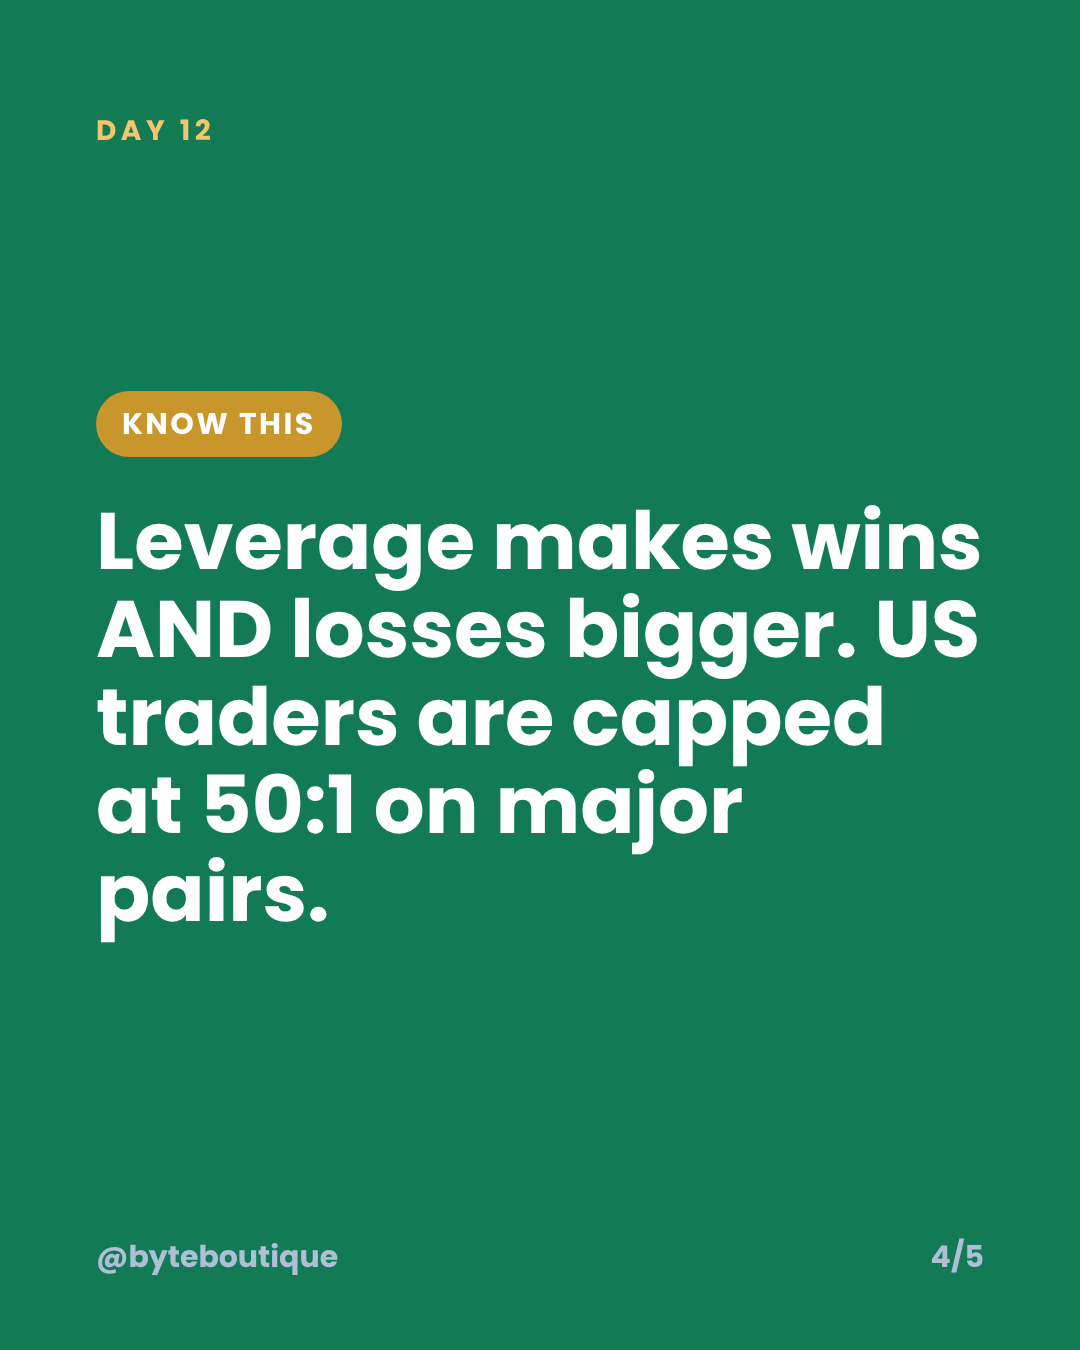 DAY 12
KNOW THIS
Leverage makes wins
AND losses bigger. US
traders are capped
at 50:1 on major
pairs.
@byteboutique
4/5